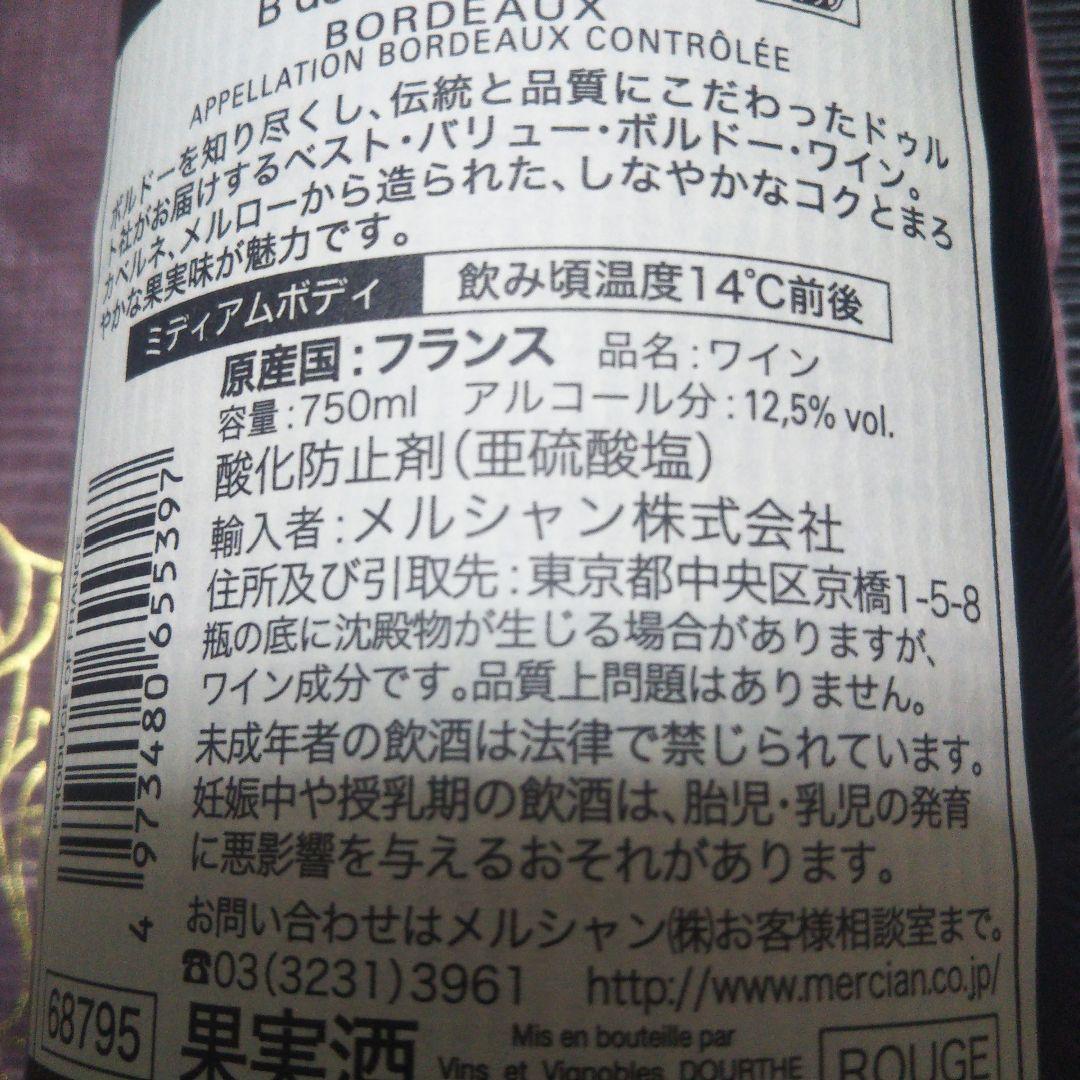 BORDEAUX
APPELLATION BORDEAUX CONTRÔLÉE
ボルドーを知り尽くし、伝統と品質にこだわったドゥル
ト社がお届けするベスト・バリュー・ボルドー・ワイン。
カベルネ、メルローから造られた、しなやかなコクとまろ
やかな果実味が魅力です。
ミディアムボディ 飲み頃温度14℃前後
原産国:フランス 品名:ワイン
容量:750ml アルコール分:12,5% vol.
酸化防止剤(亜硫酸塩)
輸入者:メルシャン株式会社
住所及び引取先:東京都中央区京橋1-5-8
瓶の底に沈殿物が生じる場合がありますが、
ワイン成分です。品質上問題はありません。
未成年者の飲酒は法律で禁じられています。
妊娠中や授乳期の飲酒は、胎児・乳児の発育
に悪影響を与えるおそれがあります。
お問い合わせはメルシャン(株)お客様相談室まで。
☎03(3231)3961 http://www.mercian.co.jp/
PRODUCE OF FRANCE
4 973480 655397
68795
果実酒
Mis en bouteille par
Vins et Vignobles DOURTHE
ROUGE